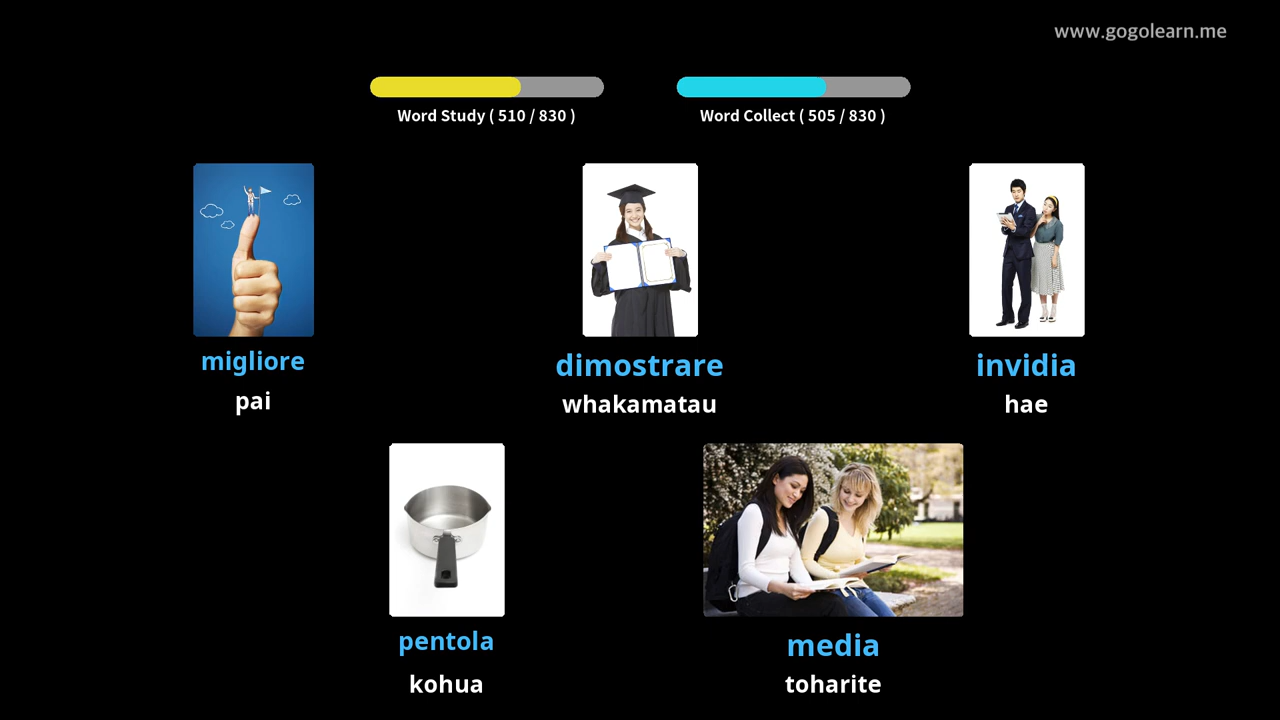 www.gogolearn.me
Word Study ( 510 / 830 )
Word Collect ( 505 / 830 )
migliore
pai
dimostrare
whakamatau
invidia
hae
pentola
kohua
media
toharite